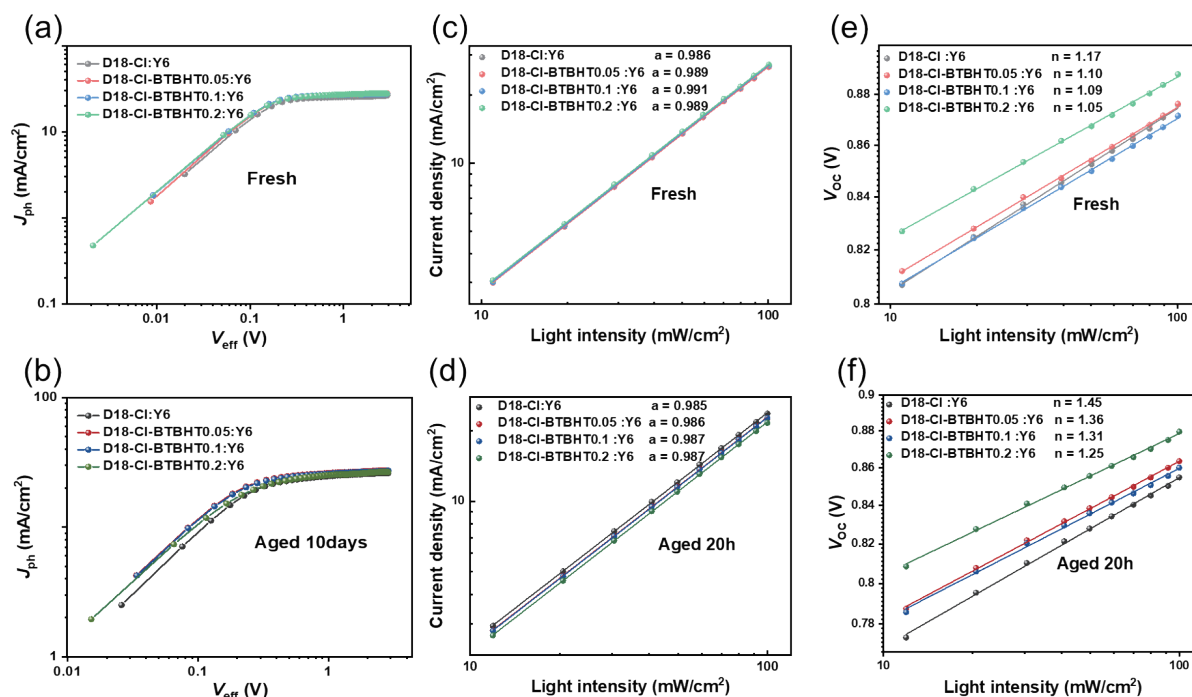 (a)
10
1
0.1
J_ph (mA/cm²)
D18-Cl:Y6
D18-Cl-BTBHT0.05:Y6
D18-Cl-BTBHT0.1:Y6
D18-Cl-BTBHT0.2:Y6
Fresh
0.01 0.1 1
V_eff (V)
(c)
10
Current density (mA/cm²)
D18-Cl:Y6 a = 0.986
D18-Cl-BTBHT0.05 :Y6 a = 0.989
D18-Cl-BTBHT0.1 :Y6 a = 0.991
D18-Cl-BTBHT0.2 :Y6 a = 0.989
Fresh
10 100
Light intensity (mW/cm²)
(e)
0.88
0.86
0.84
0.82
0.8
V_OC (V)
D18-Cl :Y6 n = 1.17
D18-Cl-BTBHT0.05 :Y6 n = 1.10
D18-Cl-BTBHT0.1 :Y6 n = 1.09
D18-Cl-BTBHT0.2 :Y6 n = 1.05
Fresh
10 100
Light intensity (mW/cm²)
(b)
100
10
1
J_ph (mA/cm²)
D18-Cl:Y6
D18-Cl-BTBHT0.05:Y6
D18-Cl-BTBHT0.1:Y6
D18-Cl-BTBHT0.2:Y6
Aged 10days
0.01 0.1 1
V_eff (V)
(d)
10
Current density (mA/cm²)
D18-Cl:Y6 a = 0.985
D18-Cl-BTBHT0.05 :Y6 a = 0.986
D18-Cl-BTBHT0.1 :Y6 a = 0.987
D18-Cl-BTBHT0.2 :Y6 a = 0.987
Aged 20h
10 100
Light intensity (mW/cm²)
(f)
0.9
0.88
0.86
0.84
0.82
0.8
0.78
V_OC (V)
D18-Cl :Y6 n = 1.45
D18-Cl-BTBHT0.05 :Y6 n = 1.36
D18-Cl-BTBHT0.1 :Y6 n = 1.31
D18-Cl-BTBHT0.2 :Y6 n = 1.25
Aged 20h
10 100
Light intensity (mW/cm²)